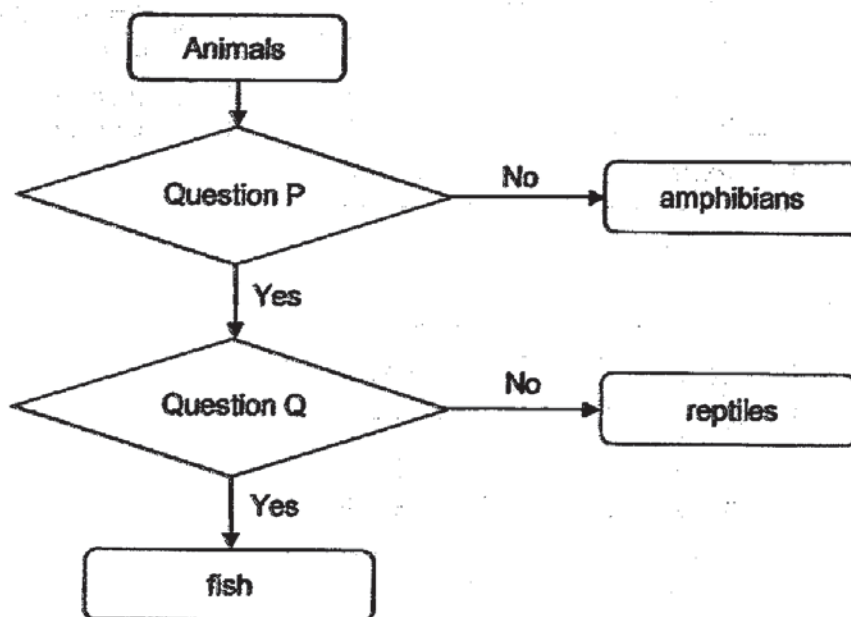 Animals
Question P
No
amphibians
Yes
Question Q
No
reptiles
Yes
fish